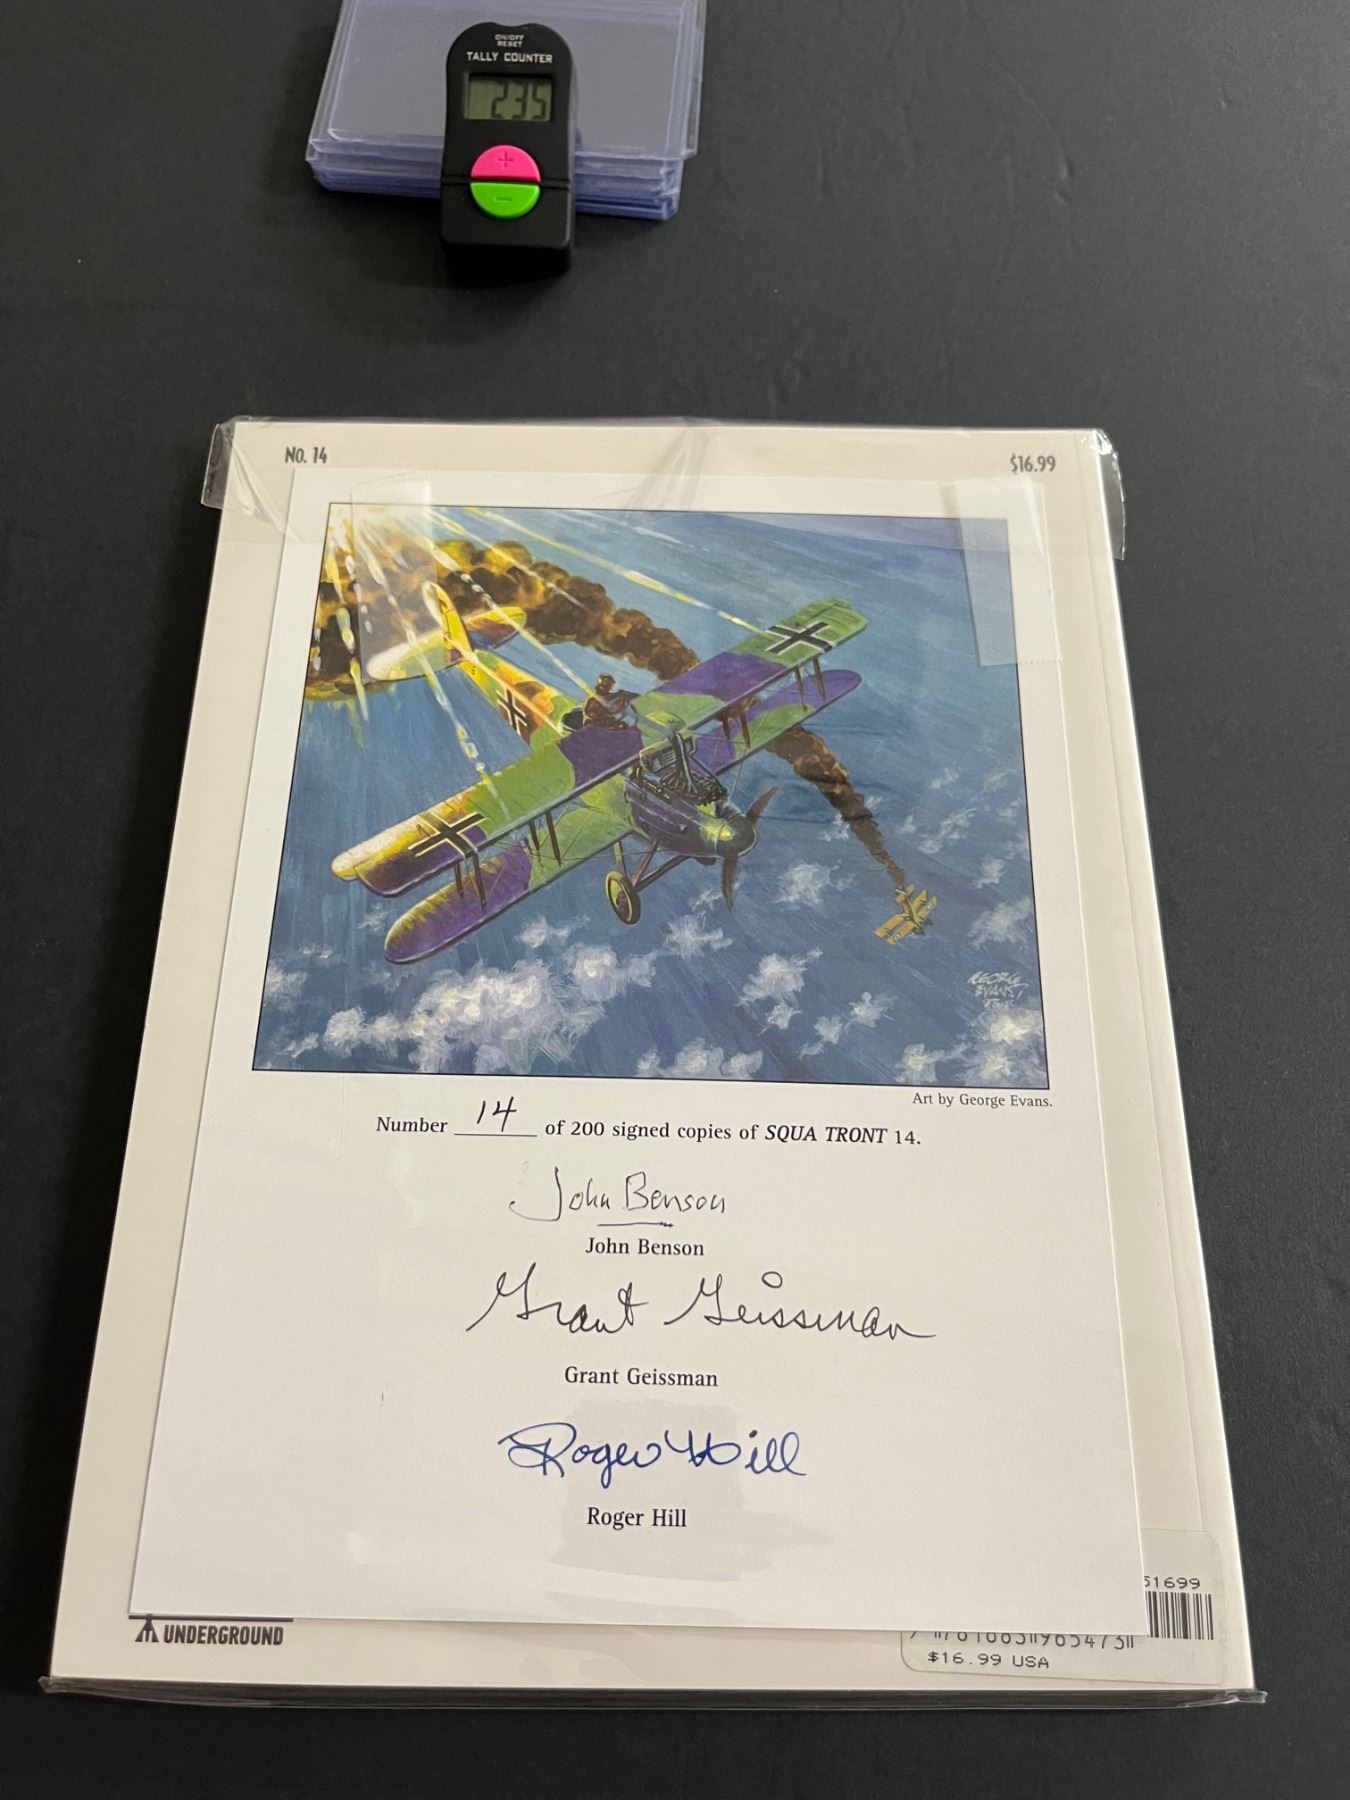 ON/OFF
RESET
TALLY COUNTER
235
+
−
No. 14
$16.99
GEORGE
EVANS
Art by George Evans.
Number 14 of 200 signed copies of SQUA TRONT 14.
John Benson
John Benson
Grant Geissman
Grant Geissman
Roger Hill
Roger Hill
51699
UNDERGROUND
$16.99 USA